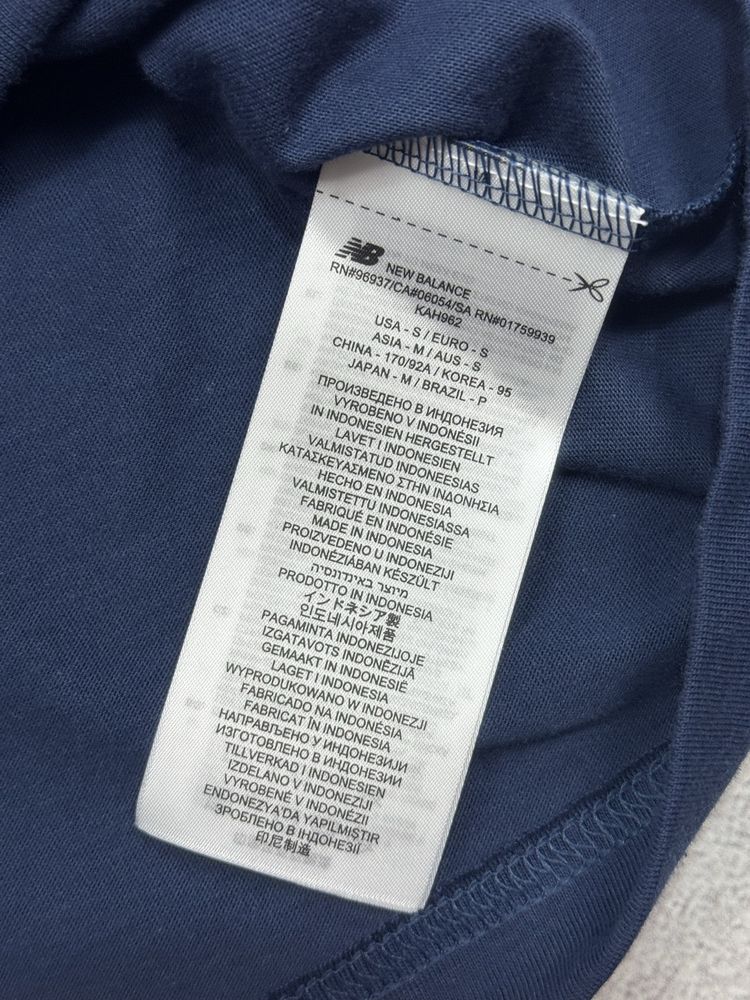 NB NEW BALANCE
RN#96937/CA#06054/SA RN#01759939
KAH962
USA - S / EURO - S
ASIA - M / AUS - S
CHINA - 170/92A / KOREA - 95
JAPAN - M / BRAZIL - P
ПРОИЗВЕДЕНО В ИНДОНЕЗИЯ
VYROBENO V INDONÉSII
IN INDONESIEN HERGESTELLT
LAVET I INDONESIEN
VALMISTATUD INDONEESIAS
ΚΑΤΑΣΚΕΥΑΣΜΕΝΟ ΣΤΗΝ ΙΝΔΟΝΗΣΙΑ
HECHO EN INDONESIA
VALMISTETTU INDONESIASSA
FABRIQUÉ EN INDONÉSIE
MADE IN INDONESIA
PROIZVEDENO U INDONEZIJI
INDONÉZIÁBAN KÉSZÜLT
מיוצר באינדונסיה
PRODOTTO IN INDONESIA
インドネシア製
인도네시아제품
PAGAMINTA INDONEZIJOJE
IZGATAVOTS INDONĒZIJĀ
GEMAAKT IN INDONESIË
LAGET I INDONESIA
WYPRODUKOWANO W INDONEZJI
FABRICADO NA INDONÉSIA
FABRICAT ÎN INDONESIA
НАПРАВЉЕНО У ИНДОНЕЗИЈИ
ИЗГОТОВЛЕНО В ИНДОНЕЗИИ
TILLVERKAD I INDONESIEN
IZDELANO V INDONEZIJI
VYROBENÉ V INDONÉZII
ENDONEZYA'DA YAPILMIŞTIR
ЗРОБЛЕНО В ІНДОНЕЗІЇ
印尼制造